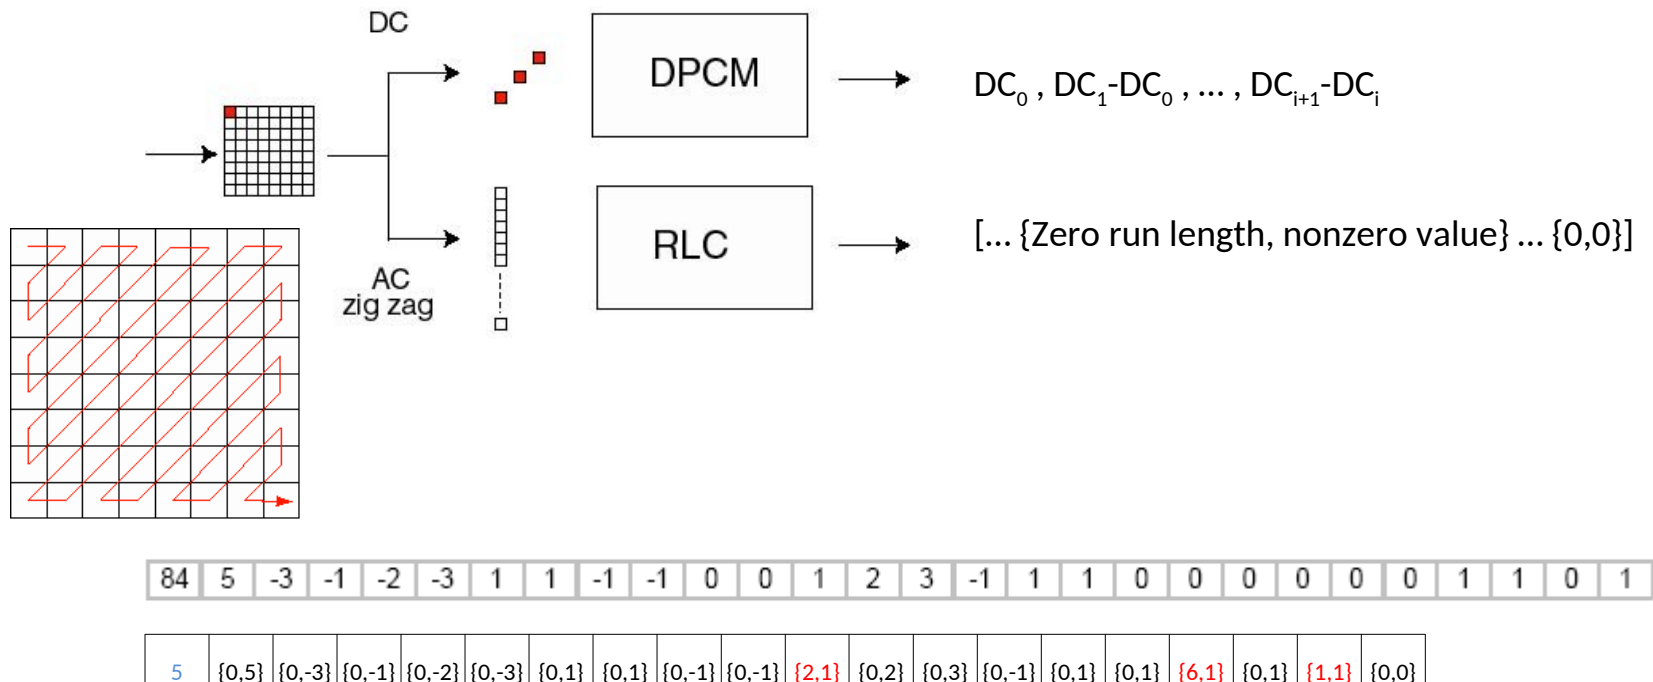 DC
DPCM
DC0 , DC1-DC0 , ... , DCi+1-DCi
RLC
[... {Zero run length, nonzero value} ... {0,0}]
AC
zig zag
84 5 -3 -1 -2 -3 1 1 -1 -1 0 0 1 2 3 -1 1 1 0 0 0 0 0 0 1 1 0 1
5 {0,5} {0,-3} {0,-1} {0,-2} {0,-3} {0,1} {0,1} {0,-1} {0,-1} {2,1} {0,2} {0,3} {0,-1} {0,1} {0,1} {6,1} {0,1} {1,1} {0,0}